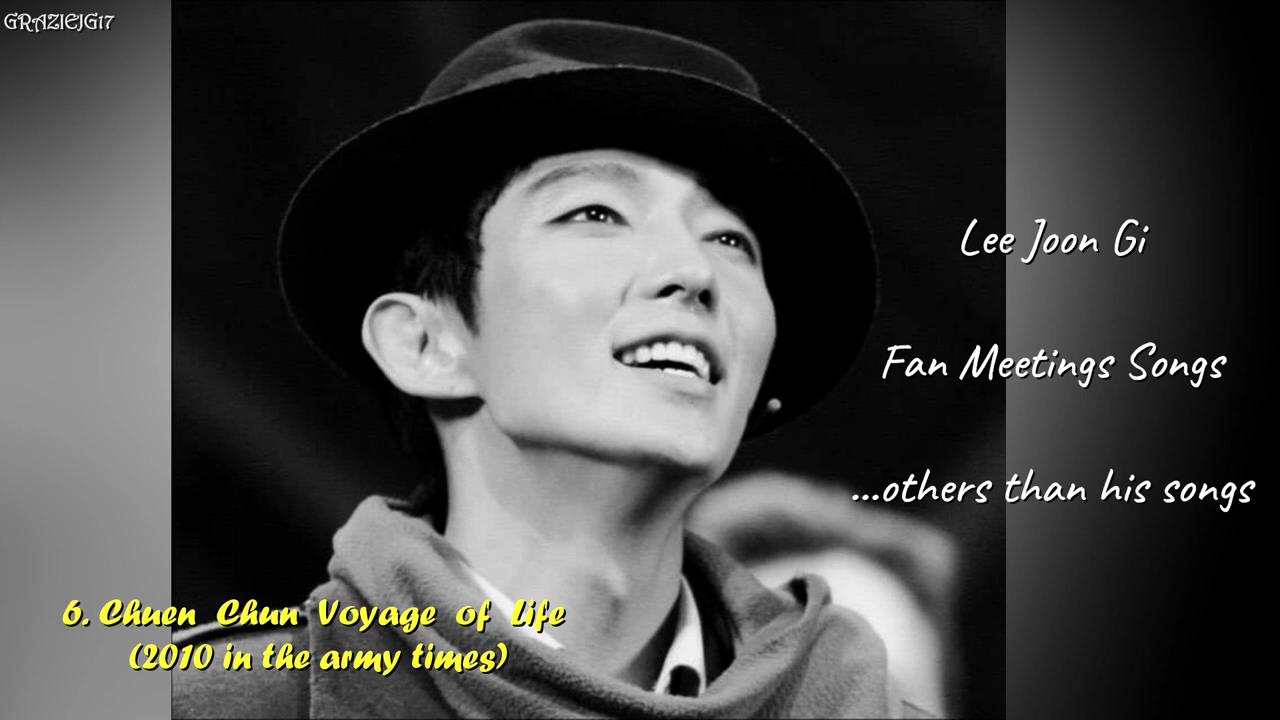 GRAZIEJG17
Lee Joon Gi
Fan Meetings Songs
...others than his songs
6. Chuen Chun Voyage of Life
(2010 in the army times)